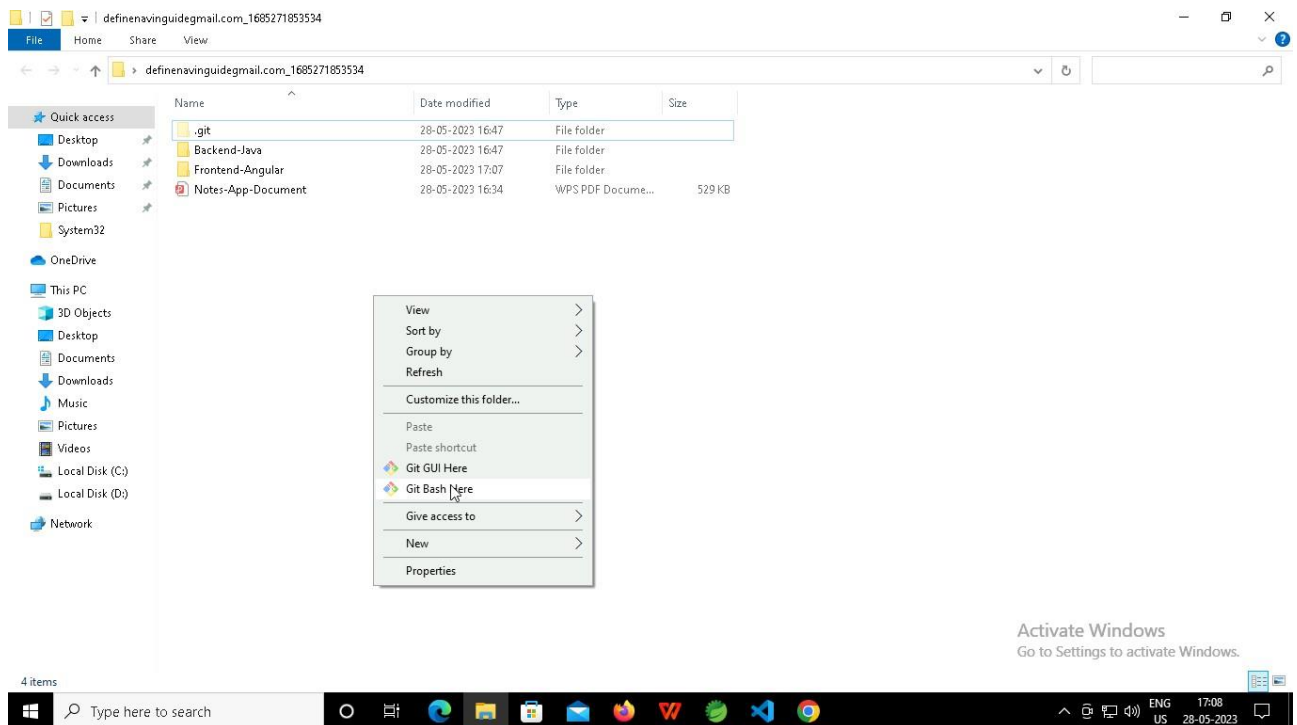 definenavinguidegmail.com_1685271853534
File Home Share View
definenavinguidegmail.com_1685271853534
Name Date modified Type Size
Quick access
Desktop
Downloads
Documents
Pictures
System32
OneDrive
This PC
3D Objects
Desktop
Documents
Downloads
Music
Pictures
Videos
Local Disk (C:)
Local Disk (D:)
Network
.git 28-05-2023 16:47 File folder
Backend-Java 28-05-2023 16:47 File folder
Frontend-Angular 28-05-2023 17:07 File folder
Notes-App-Document 28-05-2023 16:34 WPS PDF Docume... 529 KB
View
Sort by
Group by
Refresh
Customize this folder...
Paste
Paste shortcut
Git GUI Here
Git Bash Here
Give access to
New
Properties
Activate Windows
Go to Settings to activate Windows.
4 items
Type here to search
ENG 17:08
US 28-05-2023